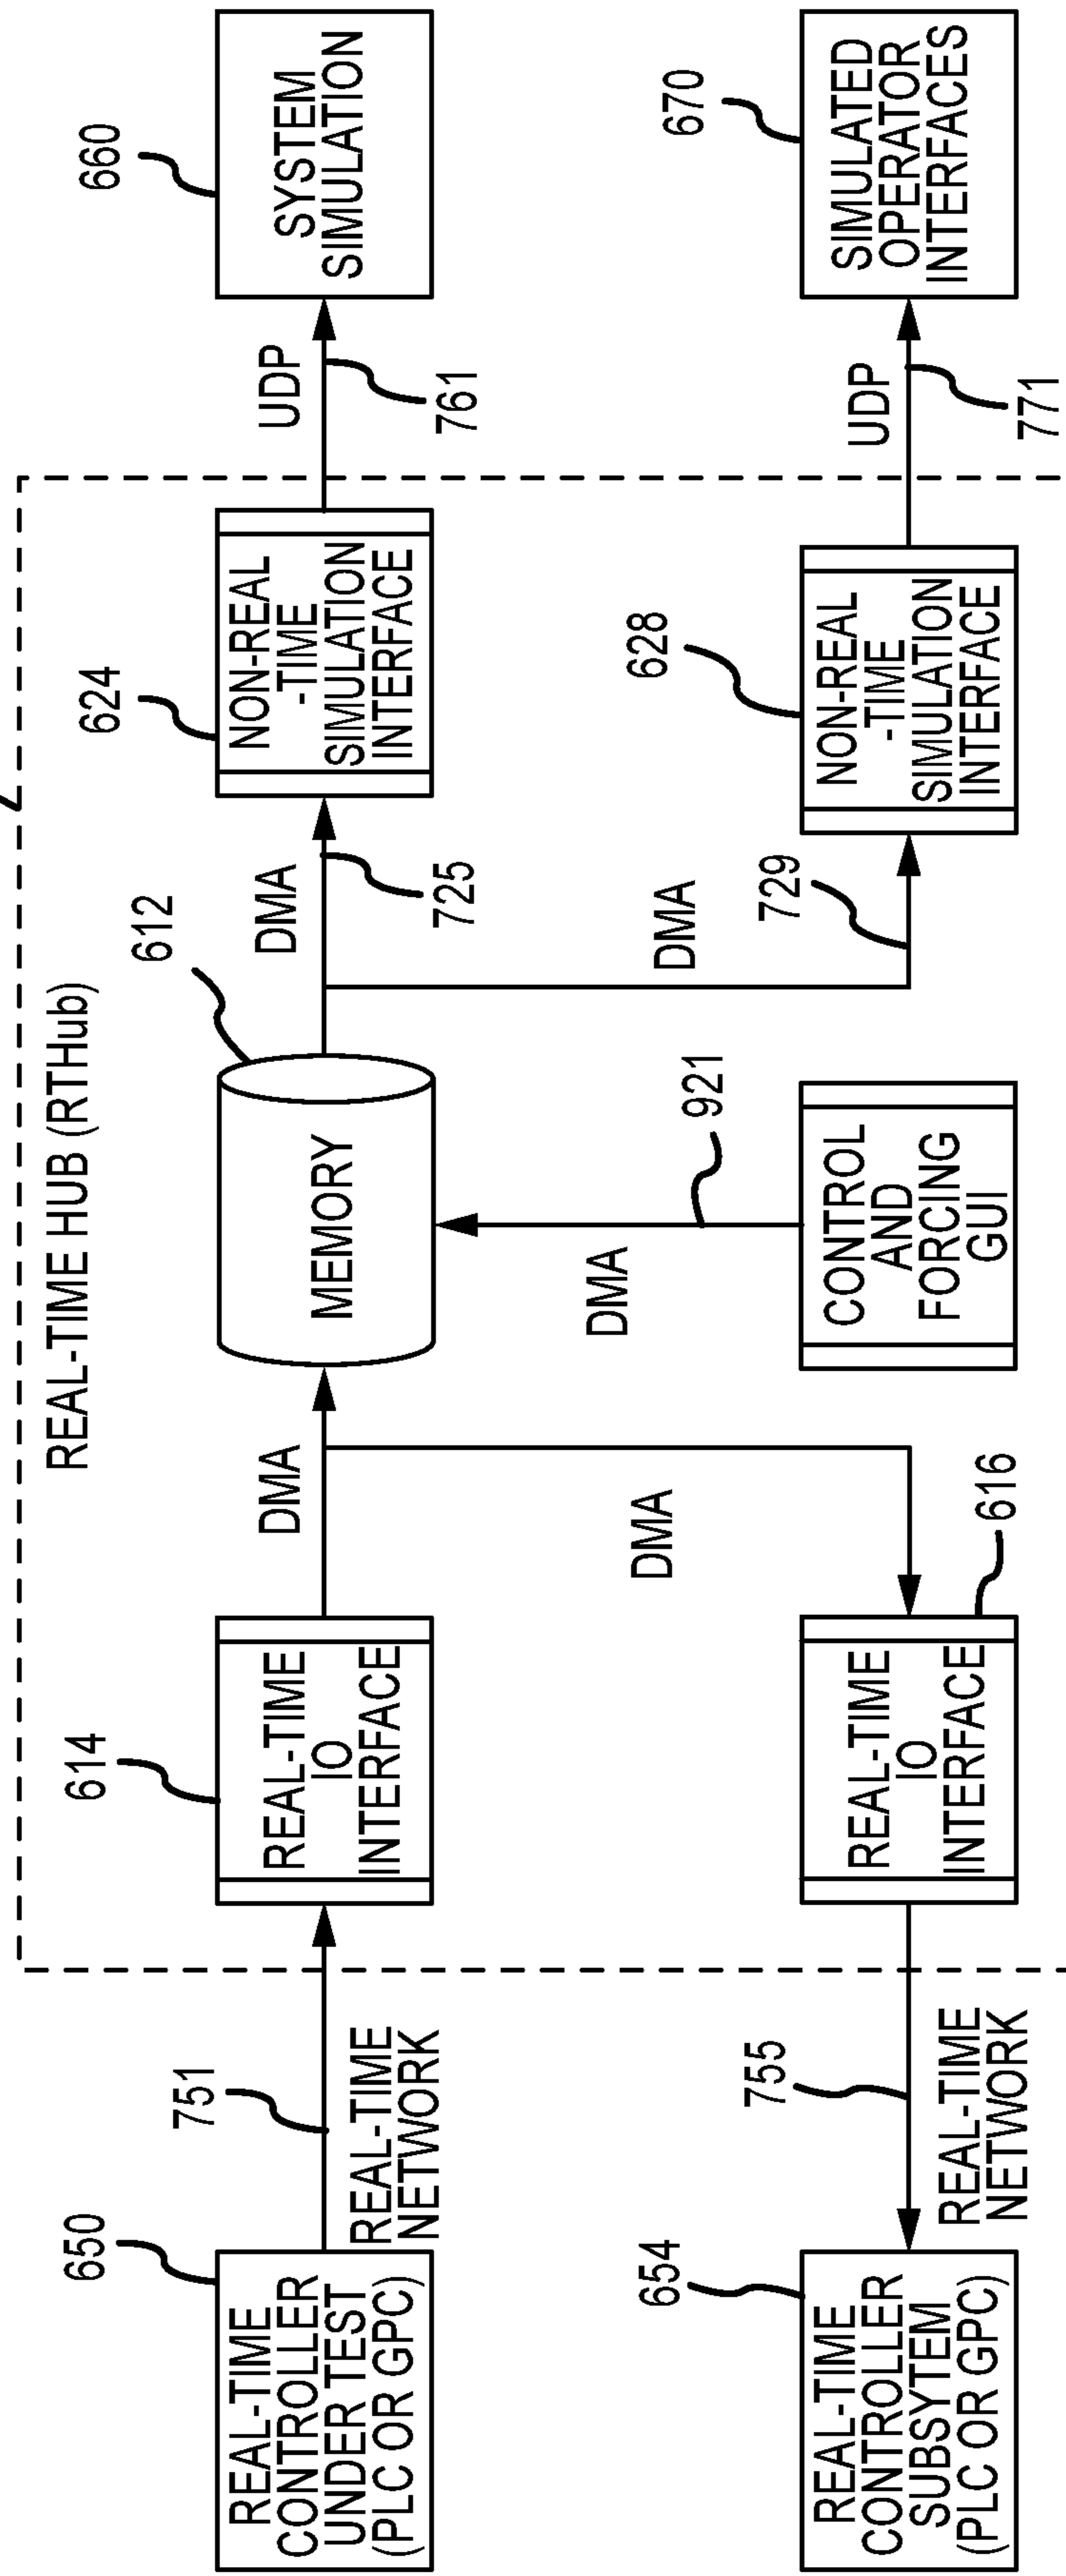 REAL-TIME HUB (RTHub)
650
REAL-TIME
CONTROLLER
UNDER TEST
(PLC OR GPC)
751
REAL-TIME
NETWORK
614
REAL-TIME
IO
INTERFACE
DMA
612
MEMORY
DMA
725
624
NON-REAL
-TIME
SIMULATION
INTERFACE
UDP
761
660
SYSTEM
SIMULATION
654
REAL-TIME
CONTROLLER
SUBSYTEM
(PLC OR GPC)
755
REAL-TIME
NETWORK
616
REAL-TIME
IO
INTERFACE
DMA
DMA
921
CONTROL
AND
FORCING
GUI
DMA
729
628
NON-REAL
-TIME
SIMULATION
INTERFACE
UDP
771
670
SIMULATED
OPERATOR
INTERFACES